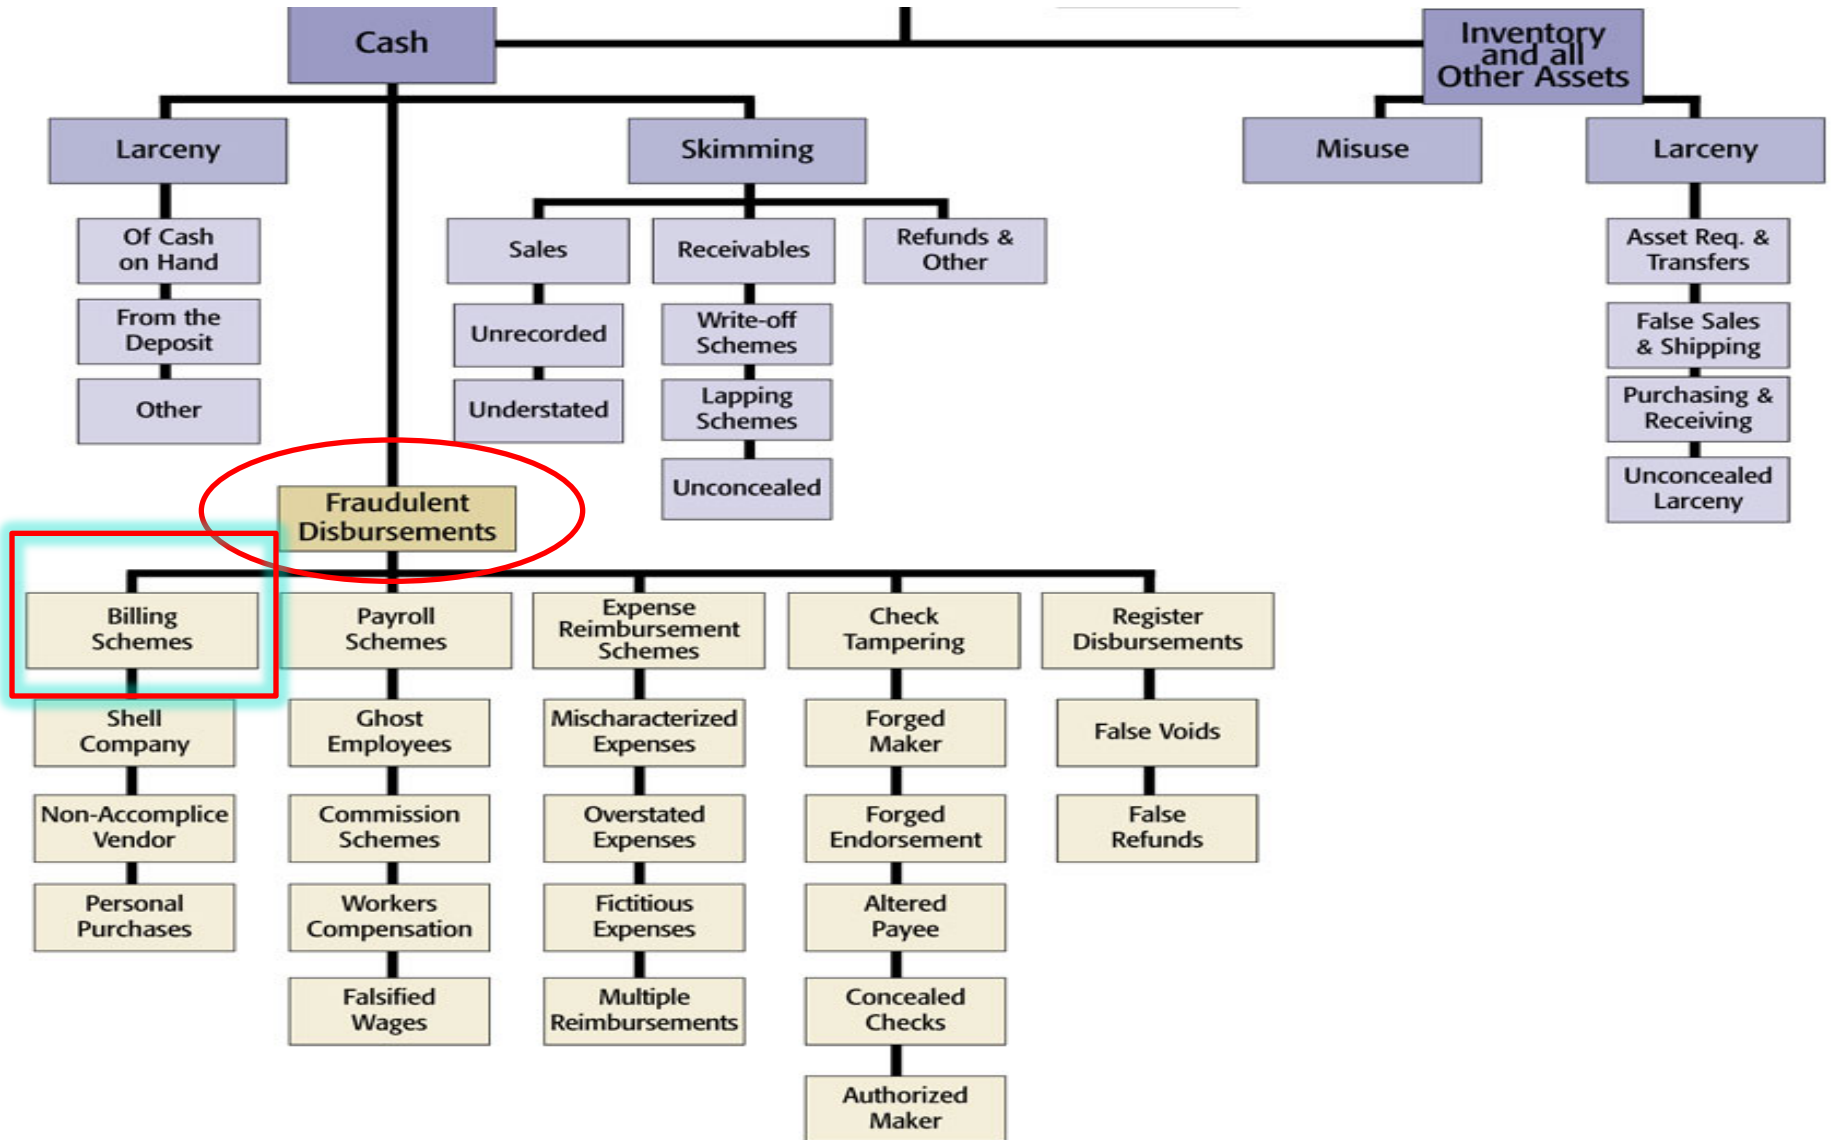 Cash
Inventory
and all
Other Assets
Larceny
Skimming
Misuse
Larceny
Of Cash
on Hand
From the
Deposit
Other
Sales
Unrecorded
Understated
Receivables
Write-off
Schemes
Lapping
Schemes
Unconcealed
Refunds &
Other
Asset Req. &
Transfers
False Sales
& Shipping
Purchasing &
Receiving
Unconcealed
Larceny
Fraudulent
Disbursements
Billing
Schemes
Shell
Company
Non-Accomplice
Vendor
Personal
Purchases
Payroll
Schemes
Ghost
Employees
Commission
Schemes
Workers
Compensation
Falsified
Wages
Expense
Reimbursement
Schemes
Mischaracterized
Expenses
Overstated
Expenses
Fictitious
Expenses
Multiple
Reimbursements
Check
Tampering
Forged
Maker
Forged
Endorsement
Altered
Payee
Concealed
Checks
Authorized
Maker
Register
Disbursements
False Voids
False
Refunds